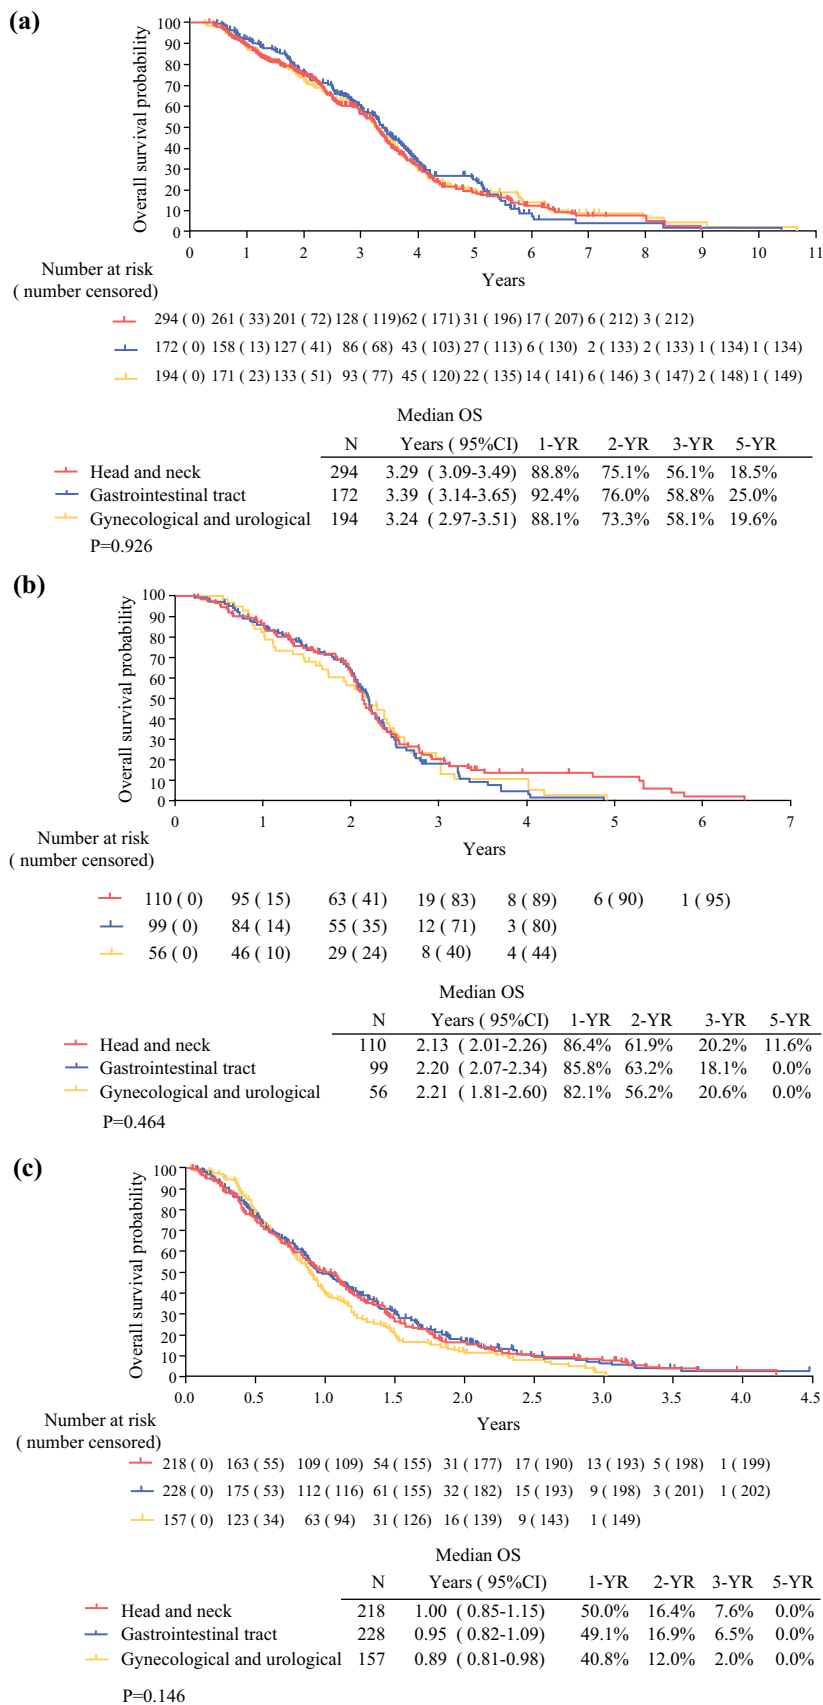 (a)
Overall survival probability
100
90
80
70
60
50
40
30
20
10
0
0 1 2 3 4 5 6 7 8 9 10 11
Years
Number at risk
( number censored)
294 ( 0) 261 ( 33) 201 ( 72) 128 ( 119) 62 ( 171) 31 ( 196) 17 ( 207) 6 ( 212) 3 ( 212)
172 ( 0) 158 ( 13) 127 ( 41) 86 ( 68) 43 ( 103) 27 ( 113) 6 ( 130) 2 ( 133) 2 ( 133) 1 ( 134) 1 ( 134)
194 ( 0) 171 ( 23) 133 ( 51) 93 ( 77) 45 ( 120) 22 ( 135) 14 ( 141) 6 ( 146) 3 ( 147) 2 ( 148) 1 ( 149)
Median OS
N Years ( 95%CI) 1-YR 2-YR 3-YR 5-YR
Head and neck 294 3.29 ( 3.09-3.49) 88.8% 75.1% 56.1% 18.5%
Gastrointestinal tract 172 3.39 ( 3.14-3.65) 92.4% 76.0% 58.8% 25.0%
Gynecological and urological 194 3.24 ( 2.97-3.51) 88.1% 73.3% 58.1% 19.6%
P=0.926
(b)
Overall survival probability
100
90
80
70
60
50
40
30
20
10
0
0 1 2 3 4 5 6 7
Years
Number at risk
( number censored)
110 ( 0) 95 ( 15) 63 ( 41) 19 ( 83) 8 ( 89) 6 ( 90) 1 ( 95)
99 ( 0) 84 ( 14) 55 ( 35) 12 ( 71) 3 ( 80)
56 ( 0) 46 ( 10) 29 ( 24) 8 ( 40) 4 ( 44)
Median OS
N Years ( 95%CI) 1-YR 2-YR 3-YR 5-YR
Head and neck 110 2.13 ( 2.01-2.26) 86.4% 61.9% 20.2% 11.6%
Gastrointestinal tract 99 2.20 ( 2.07-2.34) 85.8% 63.2% 18.1% 0.0%
Gynecological and urological 56 2.21 ( 1.81-2.60) 82.1% 56.2% 20.6% 0.0%
P=0.464
(c)
Overall survival probability
100
90
80
70
60
50
40
30
20
10
0
0.0 0.5 1.0 1.5 2.0 2.5 3.0 3.5 4.0 4.5
Years
Number at risk
( number censored)
218 ( 0) 163 ( 55) 109 ( 109) 54 ( 155) 31 ( 177) 17 ( 190) 13 ( 193) 5 ( 198) 1 ( 199)
228 ( 0) 175 ( 53) 112 ( 116) 61 ( 155) 32 ( 182) 15 ( 193) 9 ( 198) 3 ( 201) 1 ( 202)
157 ( 0) 123 ( 34) 63 ( 94) 31 ( 126) 16 ( 139) 9 ( 143) 1 ( 149)
Median OS
N Years ( 95%CI) 1-YR 2-YR 3-YR 5-YR
Head and neck 218 1.00 ( 0.85-1.15) 50.0% 16.4% 7.6% 0.0%
Gastrointestinal tract 228 0.95 ( 0.82-1.09) 49.1% 16.9% 6.5% 0.0%
Gynecological and urological 157 0.89 ( 0.81-0.98) 40.8% 12.0% 2.0% 0.0%
P=0.146